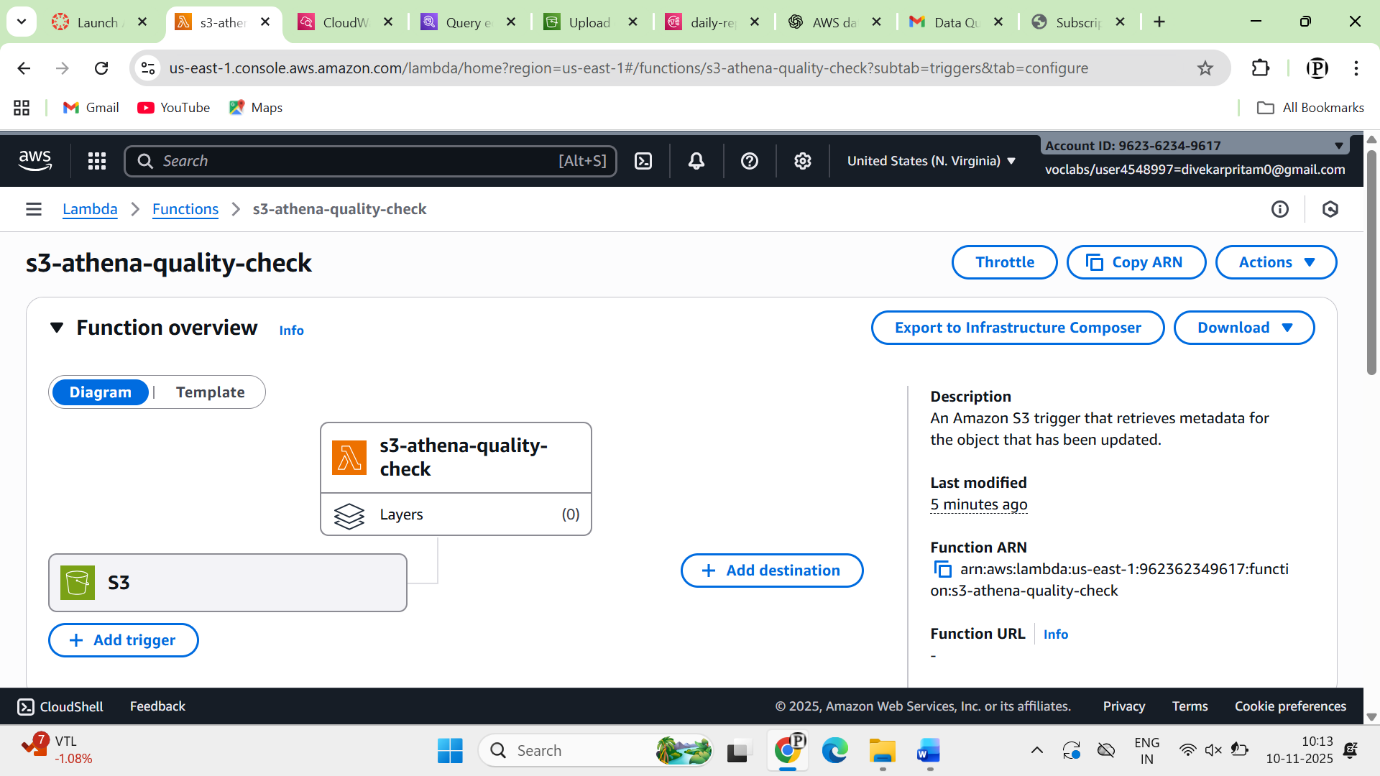 Launch A
s3-ather
CloudW
Query e
Upload
daily-rep
AWS da
Data Qu
Subscrip
us-east-1.console.aws.amazon.com/lambda/home?region=us-east-1#/functions/s3-athena-quality-check?subtab=triggers&tab=configure
P
Gmail
YouTube
Maps
All Bookmarks
aws
Search
[Alt+S]
United States (N. Virginia)
Account ID: 9623-6234-9617
voclabs/user4548997=divekarpritam0@gmail.com
Lambda
Functions
s3-athena-quality-check
s3-athena-quality-check
Throttle
Copy ARN
Actions
Function overview
Info
Export to Infrastructure Composer
Download
Diagram
Template
s3-athena-quality-
check
Layers
(0)
S3
Add destination
Add trigger
Description
An Amazon S3 trigger that retrieves metadata for
the object that has been updated.
Last modified
5 minutes ago
Function ARN
arn:aws:lambda:us-east-1:962362349617:functi
on:s3-athena-quality-check
Function URL
Info
-
CloudShell
Feedback
© 2025, Amazon Web Services, Inc. or its affiliates.
Privacy
Terms
Cookie preferences
7
VTL
-1.08%
Search
P
ENG
IN
10:13
10-11-2025